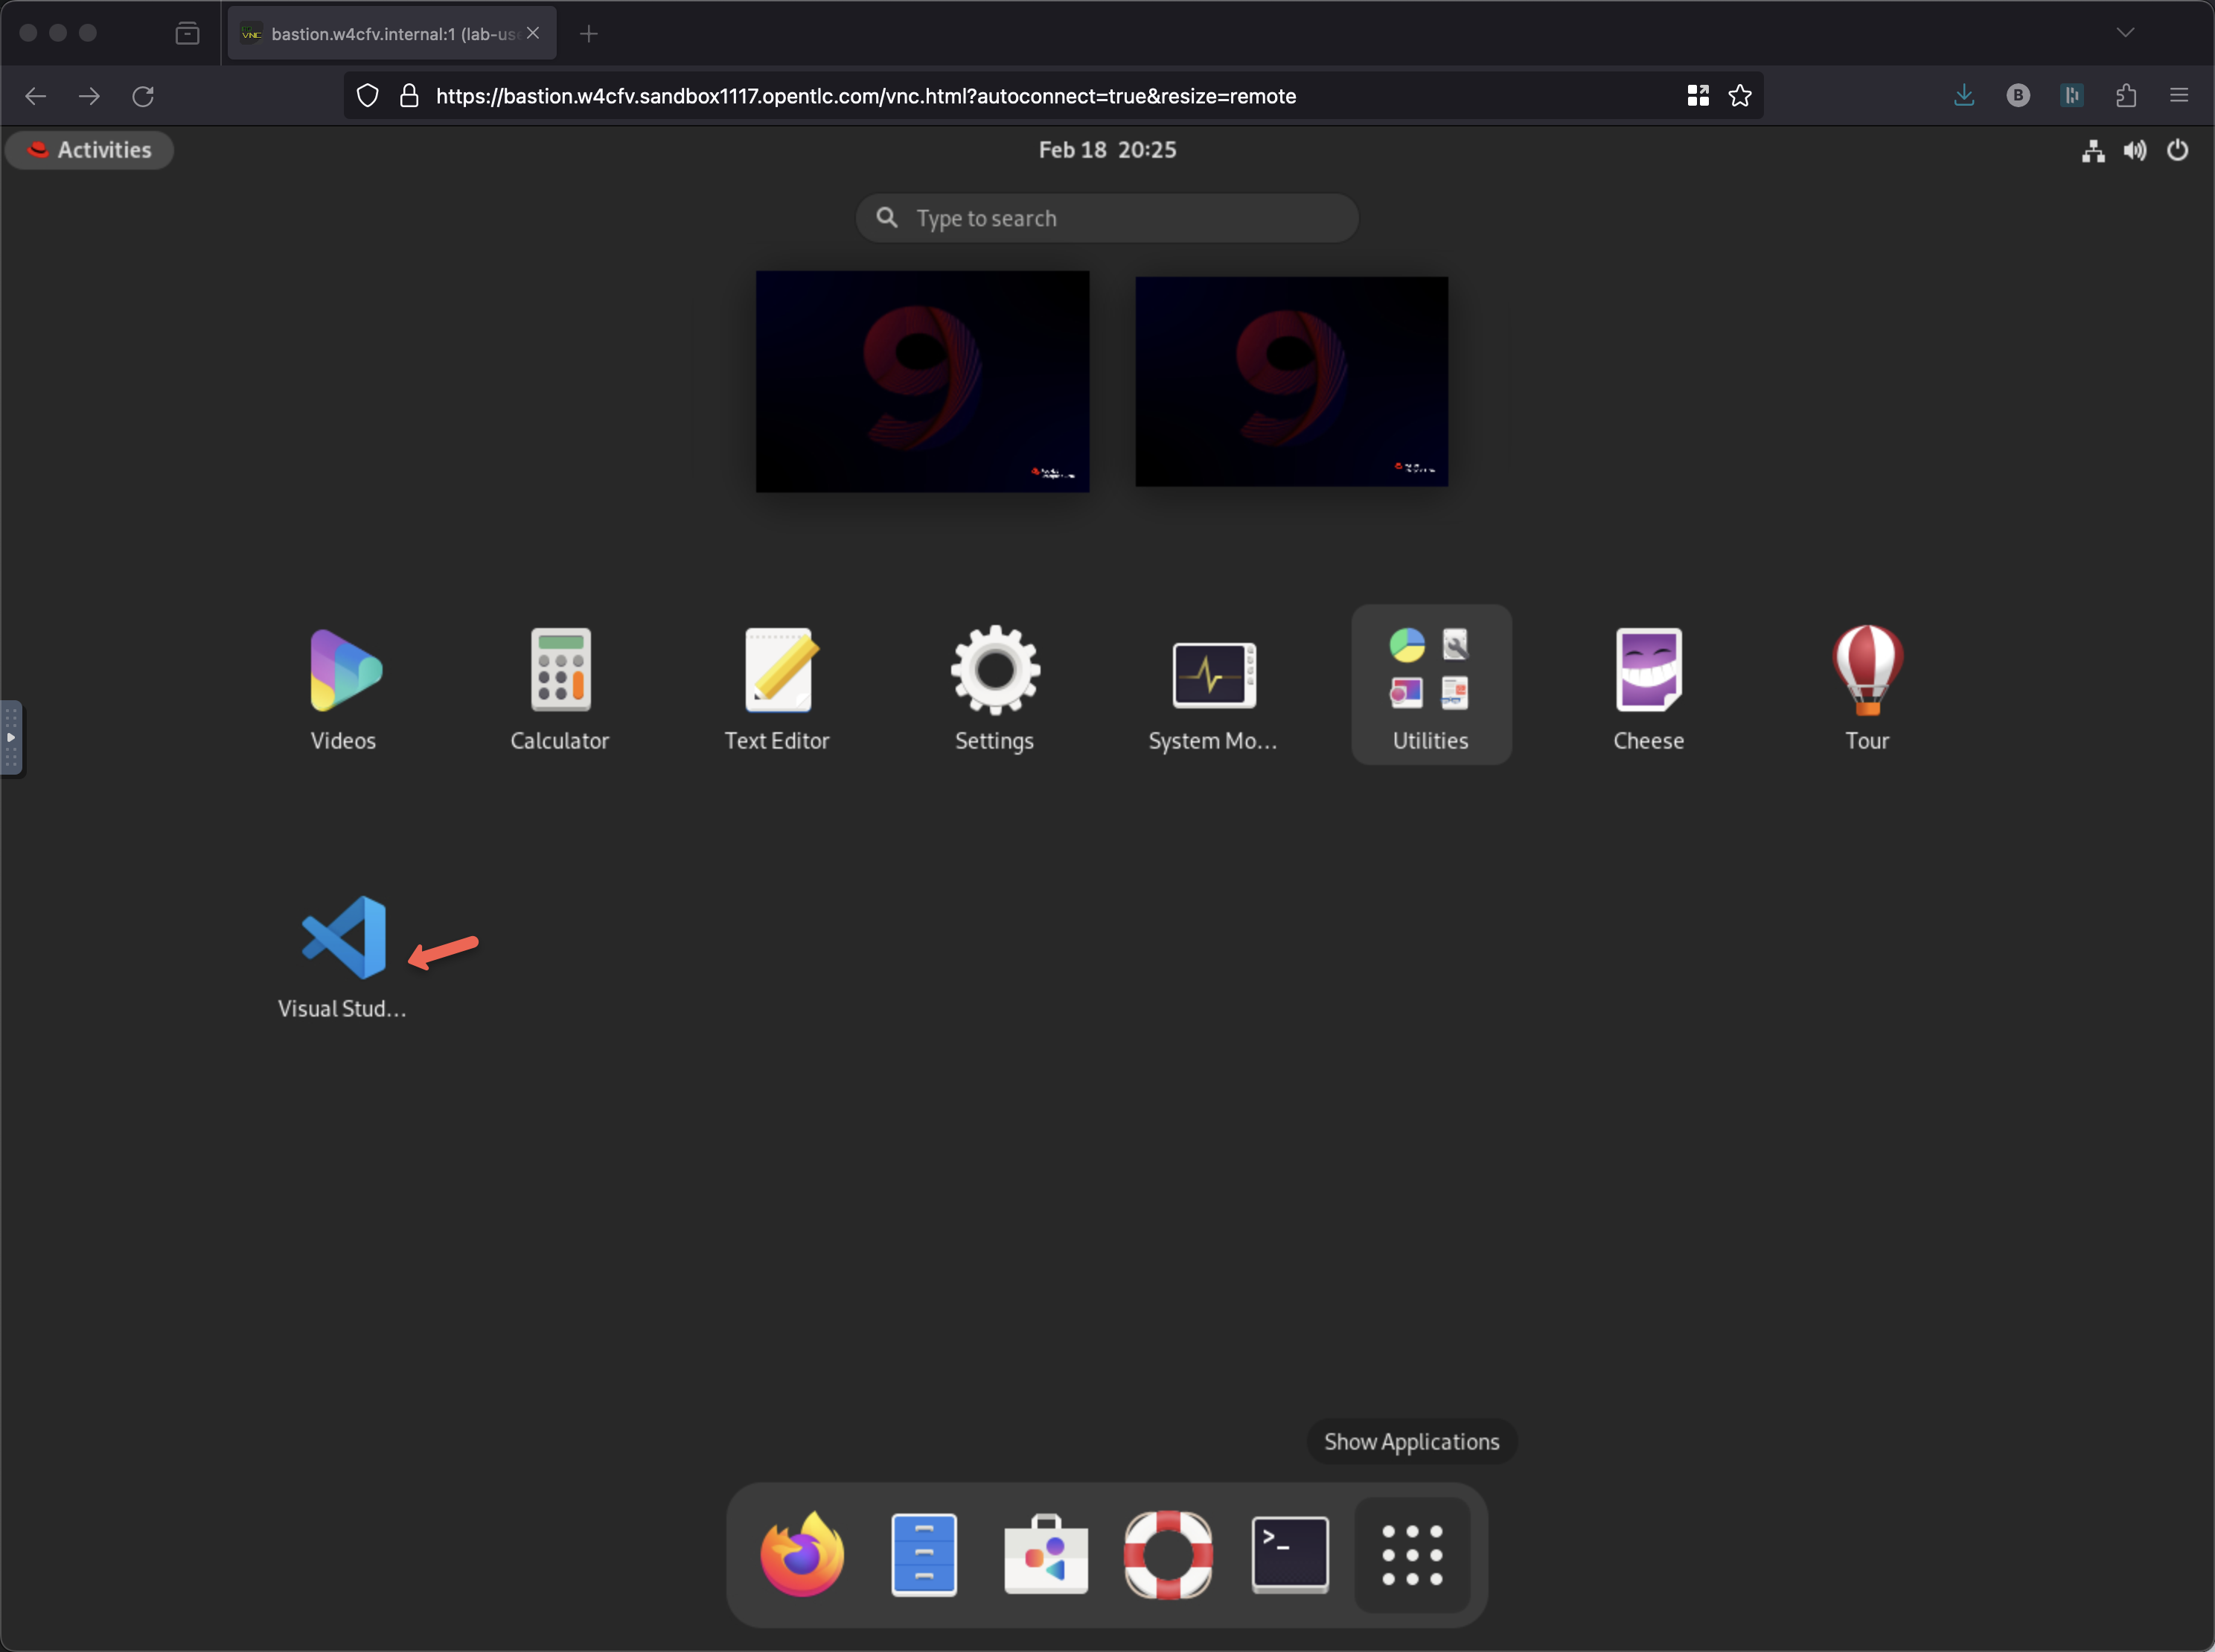 bastion.w4cfv.internal:1 (lab-use
https://bastion.w4cfv.sandbox1117.opentlc.com/vnc.html?autoconnect=true&resize=remote
B
Activities
Feb 18 20:25
Type to search
Videos
Calculator
Text Editor
Settings
System Mo...
Utilities
Cheese
Tour
Visual Stud...
Show Applications